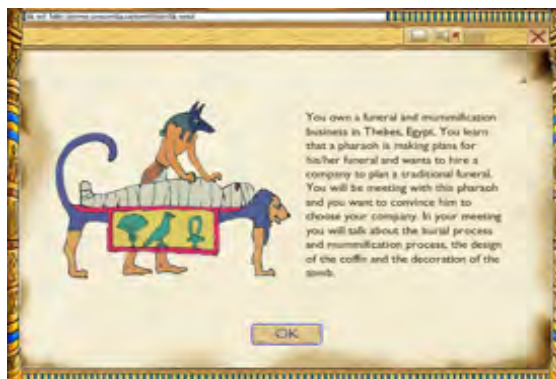 You own a funeral and mummification
business in Thebes, Egypt. You learn
that a pharaoh is making plans for
his/her funeral and wants to hire a
company to plan a traditional funeral.
You will be meeting with this pharaoh
and you want to convince him to
choose your company. In your meeting
you will talk about the burial process
and mummification process, the design
of the coffin and the decoration of the
tomb.
OK